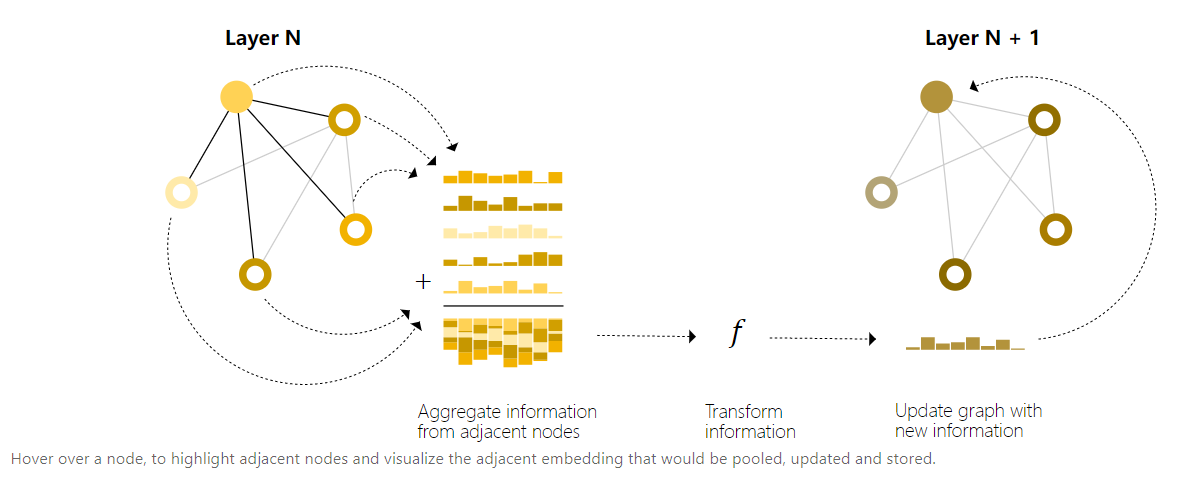 Layer N
Layer N + 1
+
f
Aggregate information
from adjacent nodes
Transform
information
Update graph with
new information
Hover over a node, to highlight adjacent nodes and visualize the adjacent embedding that would be pooled, updated and stored.